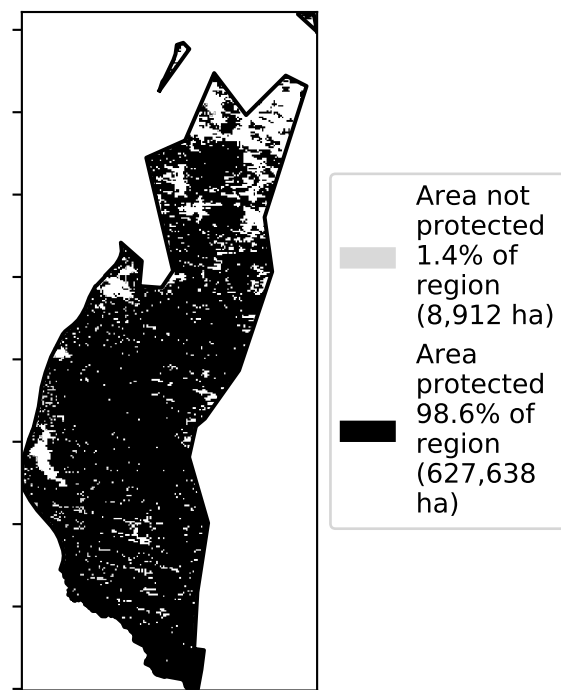 Area not
protected
1.4% of
region
(8,912 ha)
Area
protected
98.6% of
region
(627,638
ha)